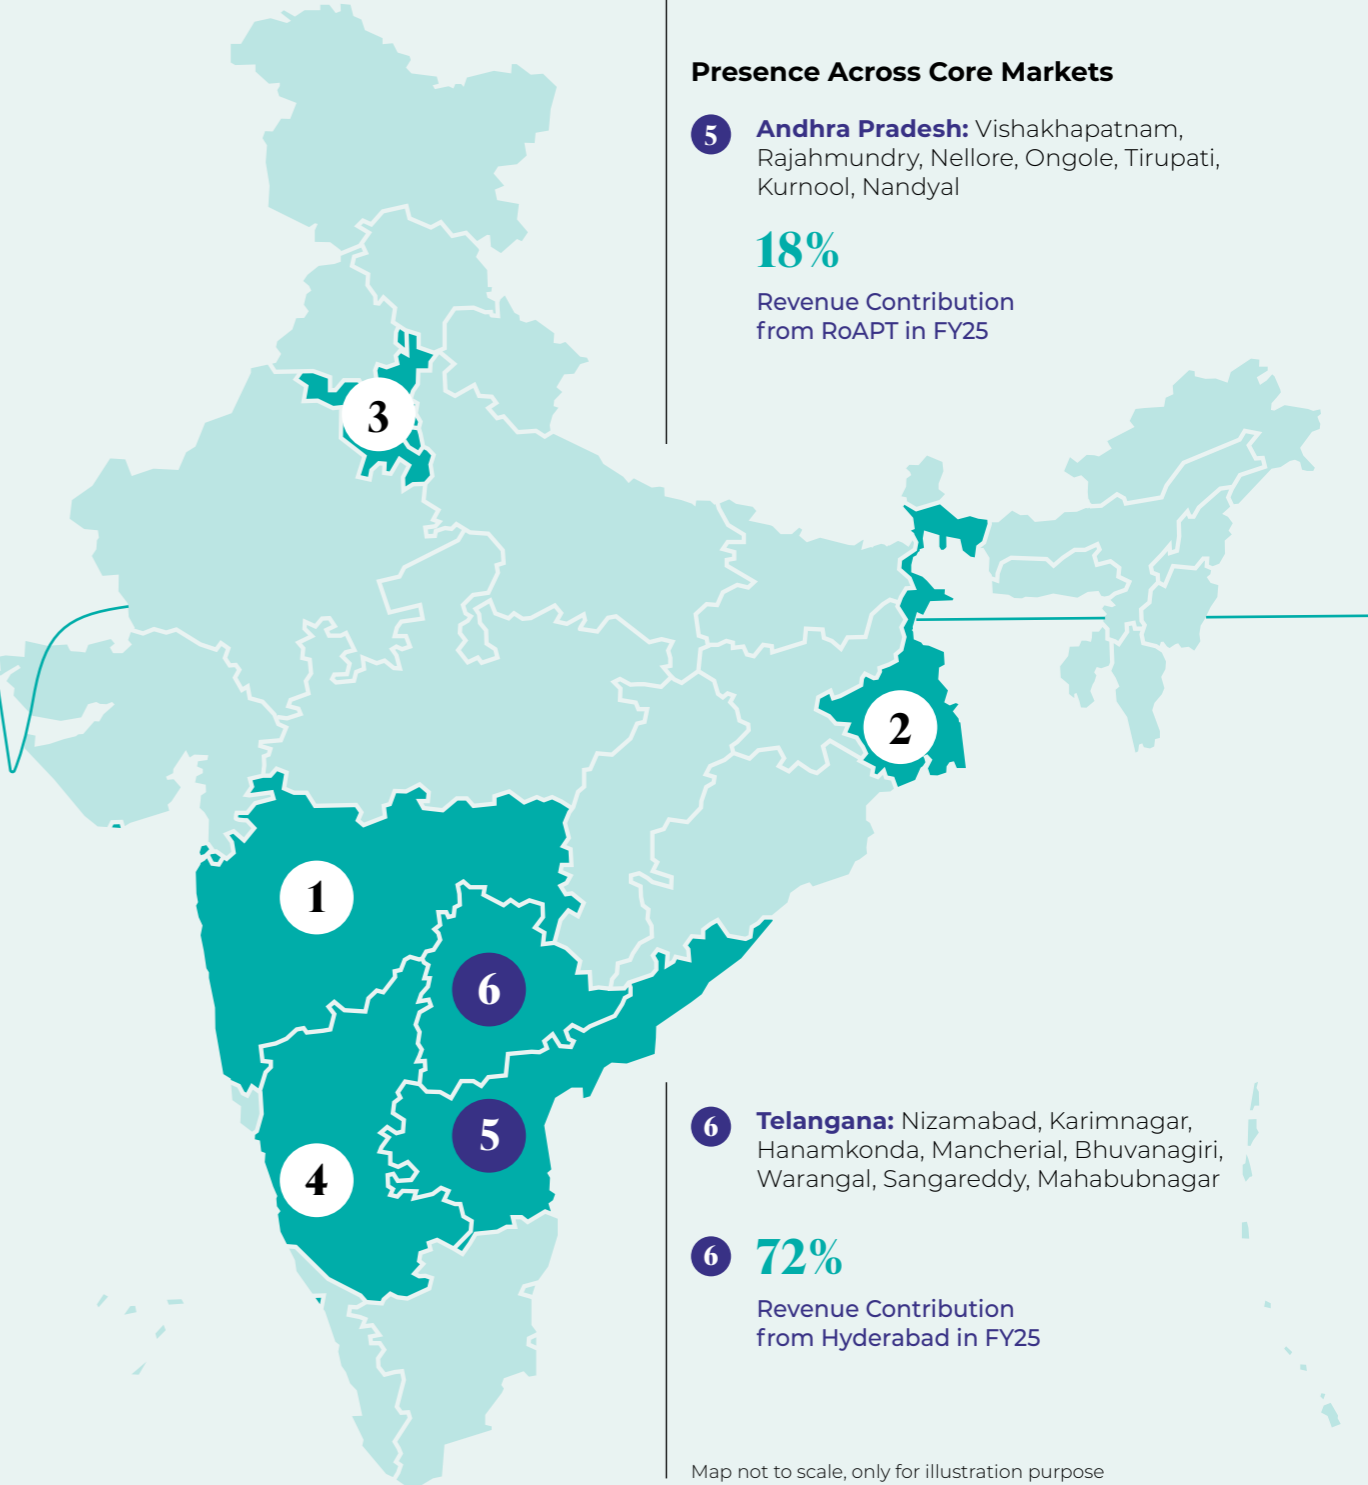 Presence Across Core Markets
5
Andhra Pradesh: Vishakhapatnam,
Rajahmundry, Nellore, Ongole, Tirupati,
Kurnool, Nandyal
18%
Revenue Contribution
from RoAPT in FY25
3
2
1
6
5
4
6
Telangana: Nizamabad, Karimnagar,
Hanamkonda, Mancherial, Bhuvanagiri,
Warangal, Sangareddy, Mahabubnagar
6
72%
Revenue Contribution
from Hyderabad in FY25
Map not to scale, only for illustration purpose